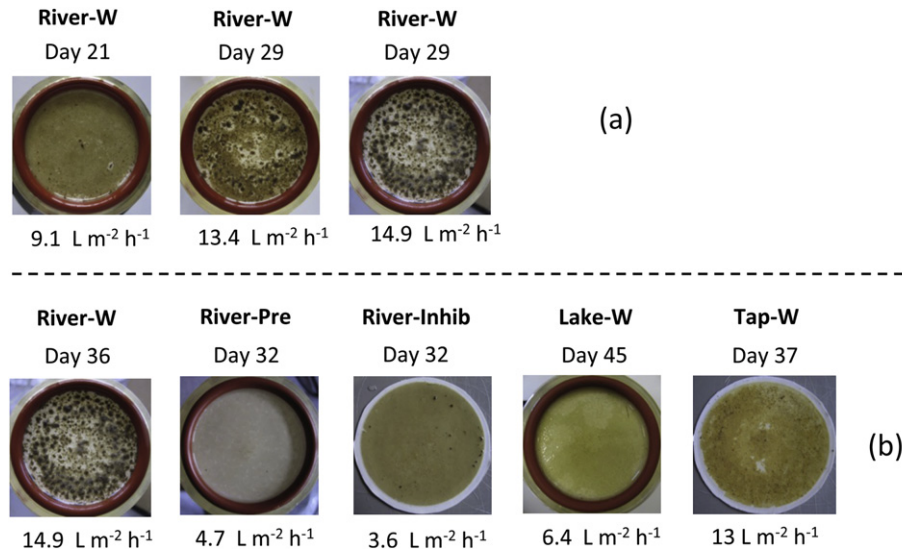 River-W River-W River-W
Day 21 Day 29 Day 29
(a)
9.1 L m⁻² h⁻¹ 13.4 L m⁻² h⁻¹ 14.9 L m⁻² h⁻¹
River-W River-Pre River-Inhib Lake-W Tap-W
Day 36 Day 32 Day 32 Day 45 Day 37
(b)
14.9 L m⁻² h⁻¹ 4.7 L m⁻² h⁻¹ 3.6 L m⁻² h⁻¹ 6.4 L m⁻² h⁻¹ 13 L m⁻² h⁻¹